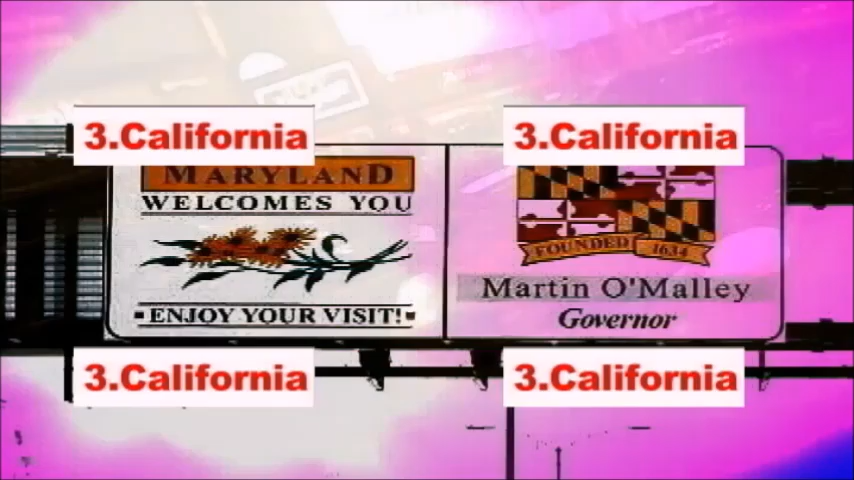 3.California
3.California
MARYLAND
WELCOMES YOU
FOUNDED 1634
Martin O'Malley
ENJOY YOUR VISIT!
Governor
3.California
3.California